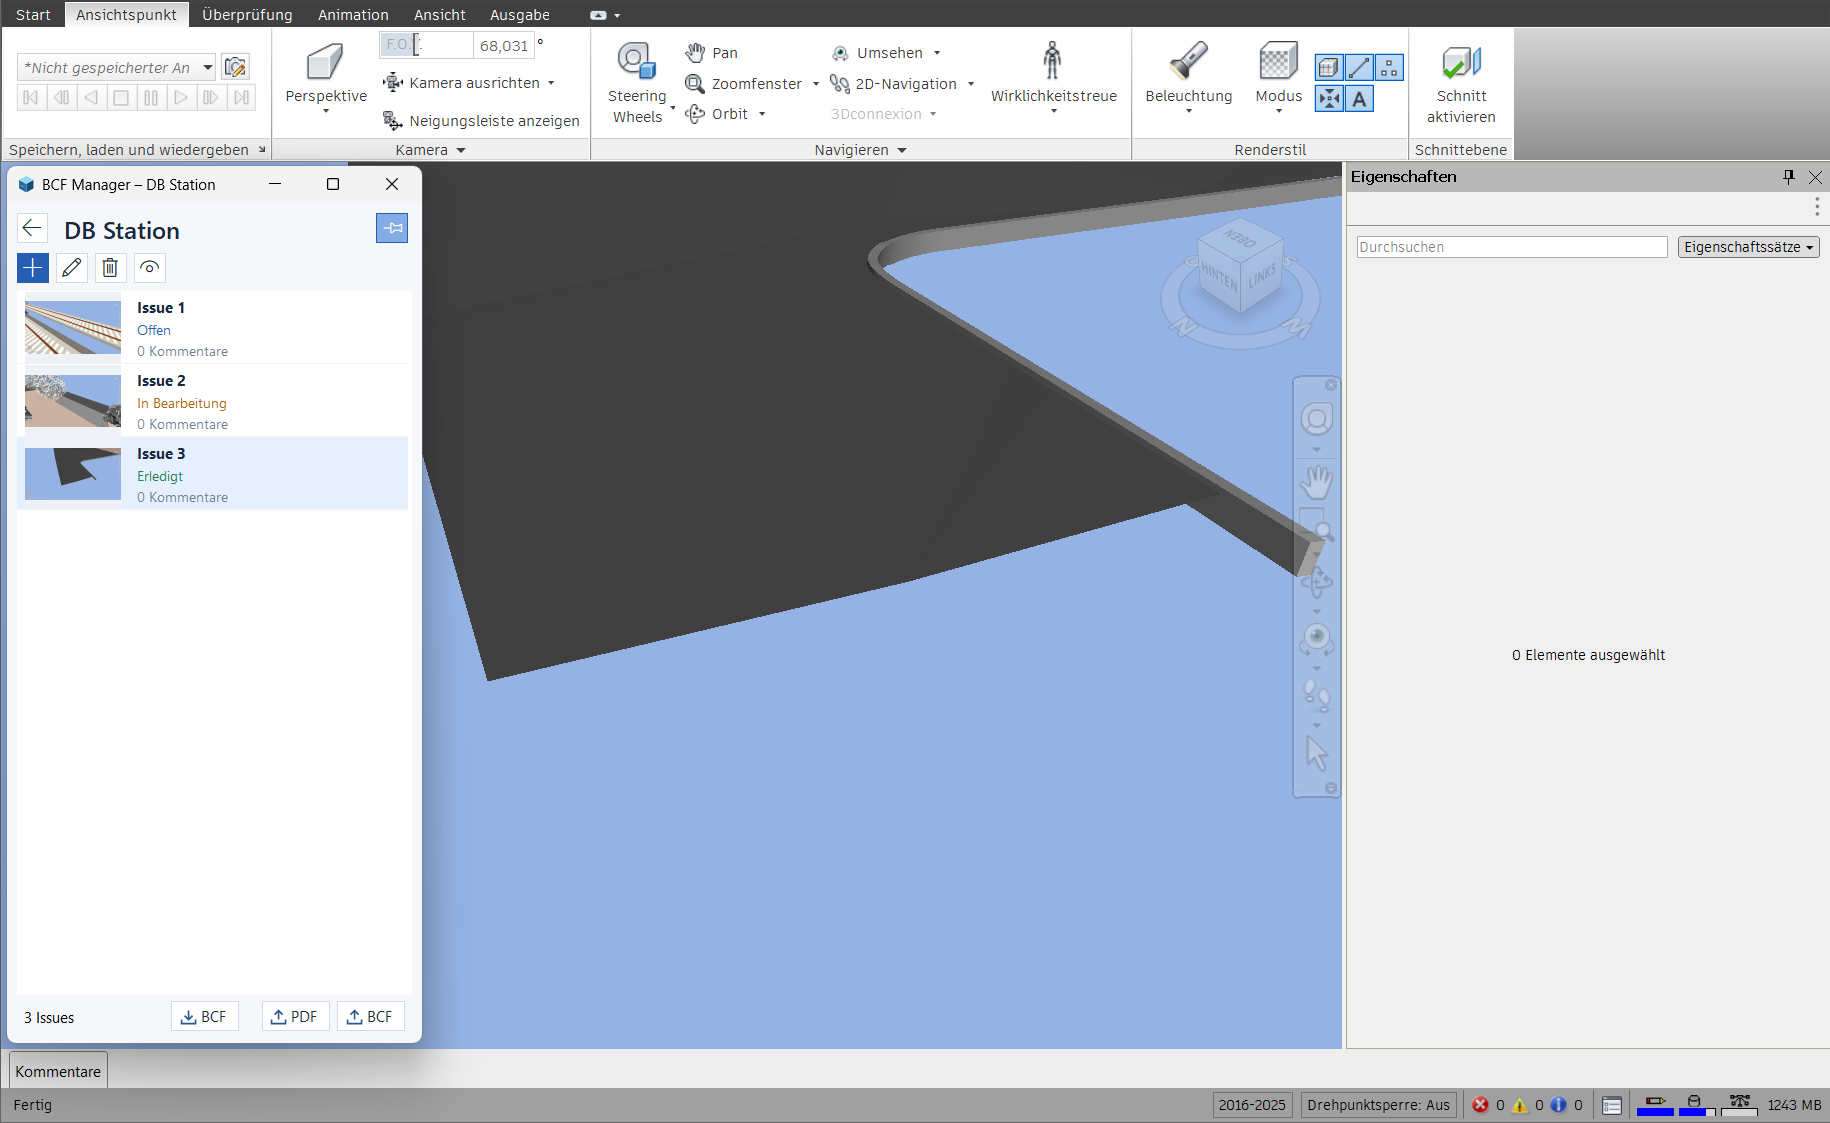 Start Ansichtspunkt Überprüfung Animation Ansicht Ausgabe
*Nicht gespeicherter An
Speichern, laden und wiedergeben
Perspektive
F.O.V. 68,031 °
Kamera ausrichten
Neigungsleiste anzeigen
Kamera
Steering
Wheels
Pan
Zoomfenster
Orbit
Umsehen
2D-Navigation
3Dconnexion
Wirklichkeitstreue
Navigieren
Beleuchtung
Modus
A
Renderstil
Schnitt
aktivieren
Schnittebene
BCF Manager – DB Station
DB Station
Issue 1
Offen
0 Kommentare
Issue 2
In Bearbeitung
0 Kommentare
Issue 3
Erledigt
0 Kommentare
3 Issues
BCF
PDF
BCF
OBEN
HINTEN
LINKS
S
N
Eigenschaften
Durchsuchen
Eigenschaftssätze
0 Elemente ausgewählt
Kommentare
Fertig
2016-2025
Drehpunktsperre: Aus
0
0
0
1243 MB